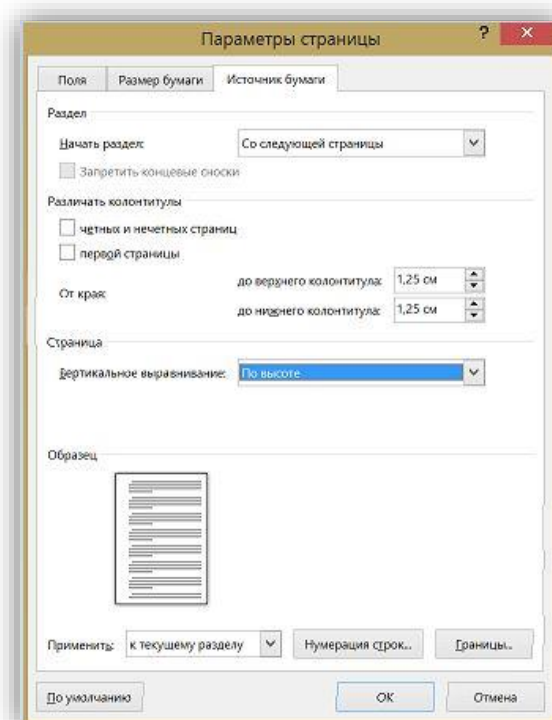 Параметры страницы
?
Поля Размер бумаги Источник бумаги
Раздел
Начать раздел: Со следующей страницы
Запретить концевые сноски
Различать колонтитулы
четных и нечетных страниц
первой страницы
От края:
до верхнего колонтитула: 1,25 см
до нижнего колонтитула: 1,25 см
Страница
Вертикальное выравнивание: По высоте
Образец
Применить: к текущему разделу Нумерация строк... Границы...
По умолчанию ОК Отмена